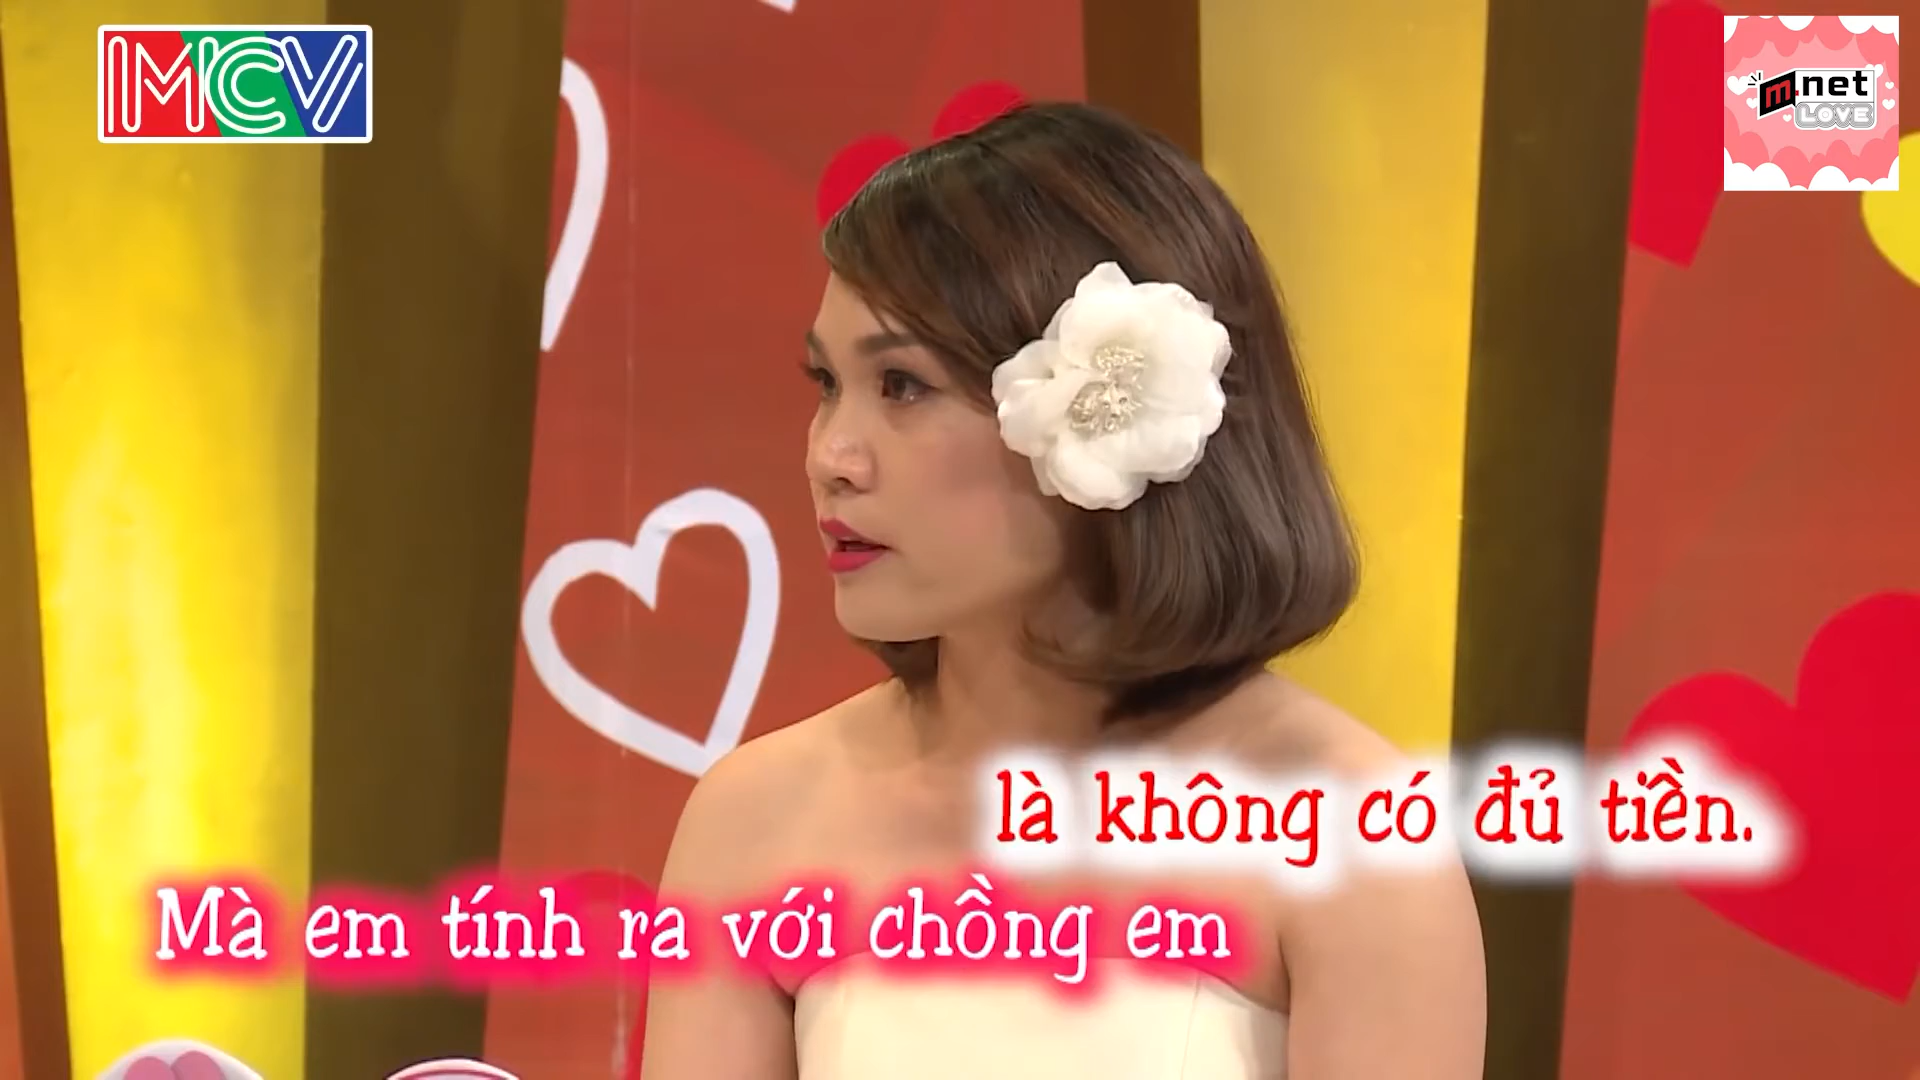 MCV
m.net
LOVE
là không có đủ tiền.
Mà em tính ra với chồng em